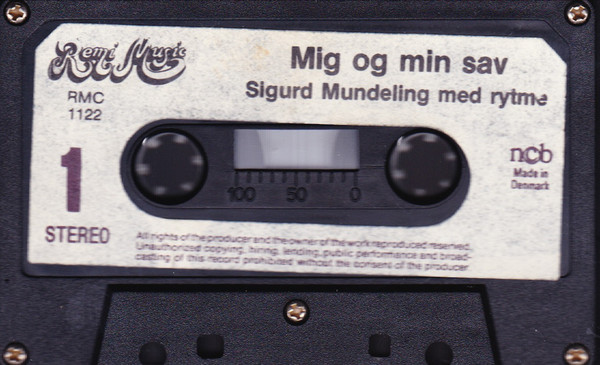 Remi Music
Mig og min sav
Sigurd Mundeling med rytme
RMC
1122
1
STEREO
100 50 0
ncb
Made in
Denmark
All rights of the producer and the owner of the work reproduced reserved.
Unauthorized copying, hiring, lending, public performance and broad-
casting of this record prohibited without the consent of the producer